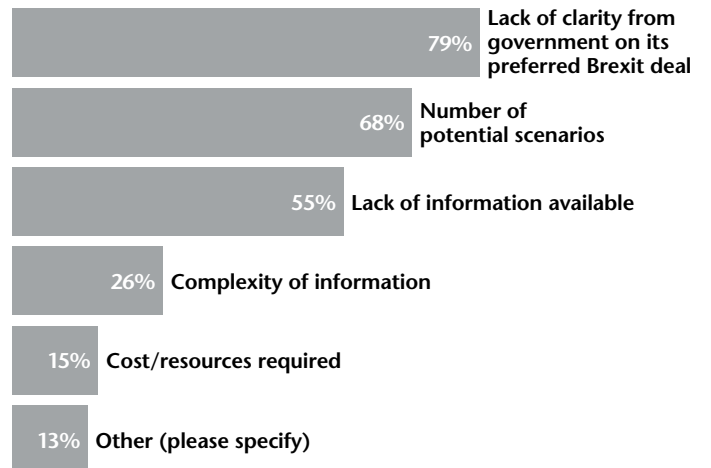 79%
Lack of clarity from
government on its
preferred Brexit deal
68%
Number of
potential scenarios
55% Lack of information available
26% Complexity of information
15% Cost/resources required
13% Other (please specify)